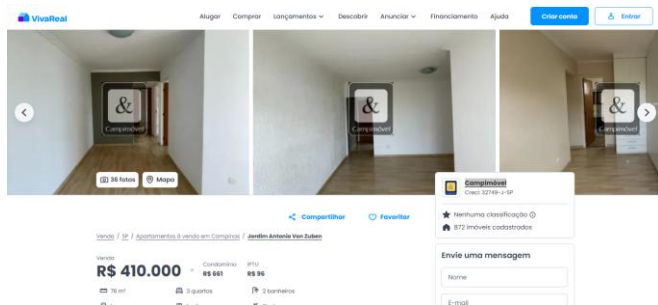 VivaReal
Alugar Comprar Lançamentos Descobrir Anunciar Financiamento Ajuda Criar conta Entrar
&
Campimóvel
&
Campimóvel
&
Campimóvel
36 fotos Mapa
Campimóvel
Creci: 32749-J-SP
Compartilhar Favoritar
Nenhuma classificação
872 imóveis cadastrados
Venda / SP / Apartamentos à venda em Campinas / Jardim Antonio Von Zuben
Envie uma mensagem
Venda
Condomínio IPTU
R$ 410.000
R$ 661 R$ 96
Nome
76 m² 3 quartos 2 banheiros
E-mail